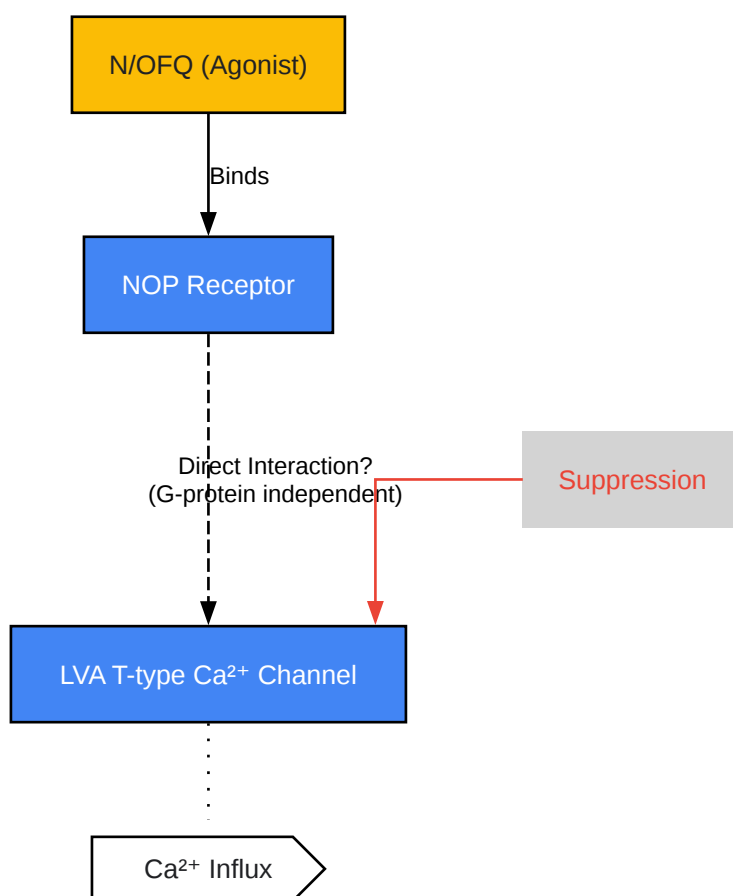 N/OFQ (Agonist)
Binds
NOP Receptor
Direct Interaction?
(G-protein independent)
Suppression
LVA T-type Ca²⁺ Channel
Ca²⁺ Influx